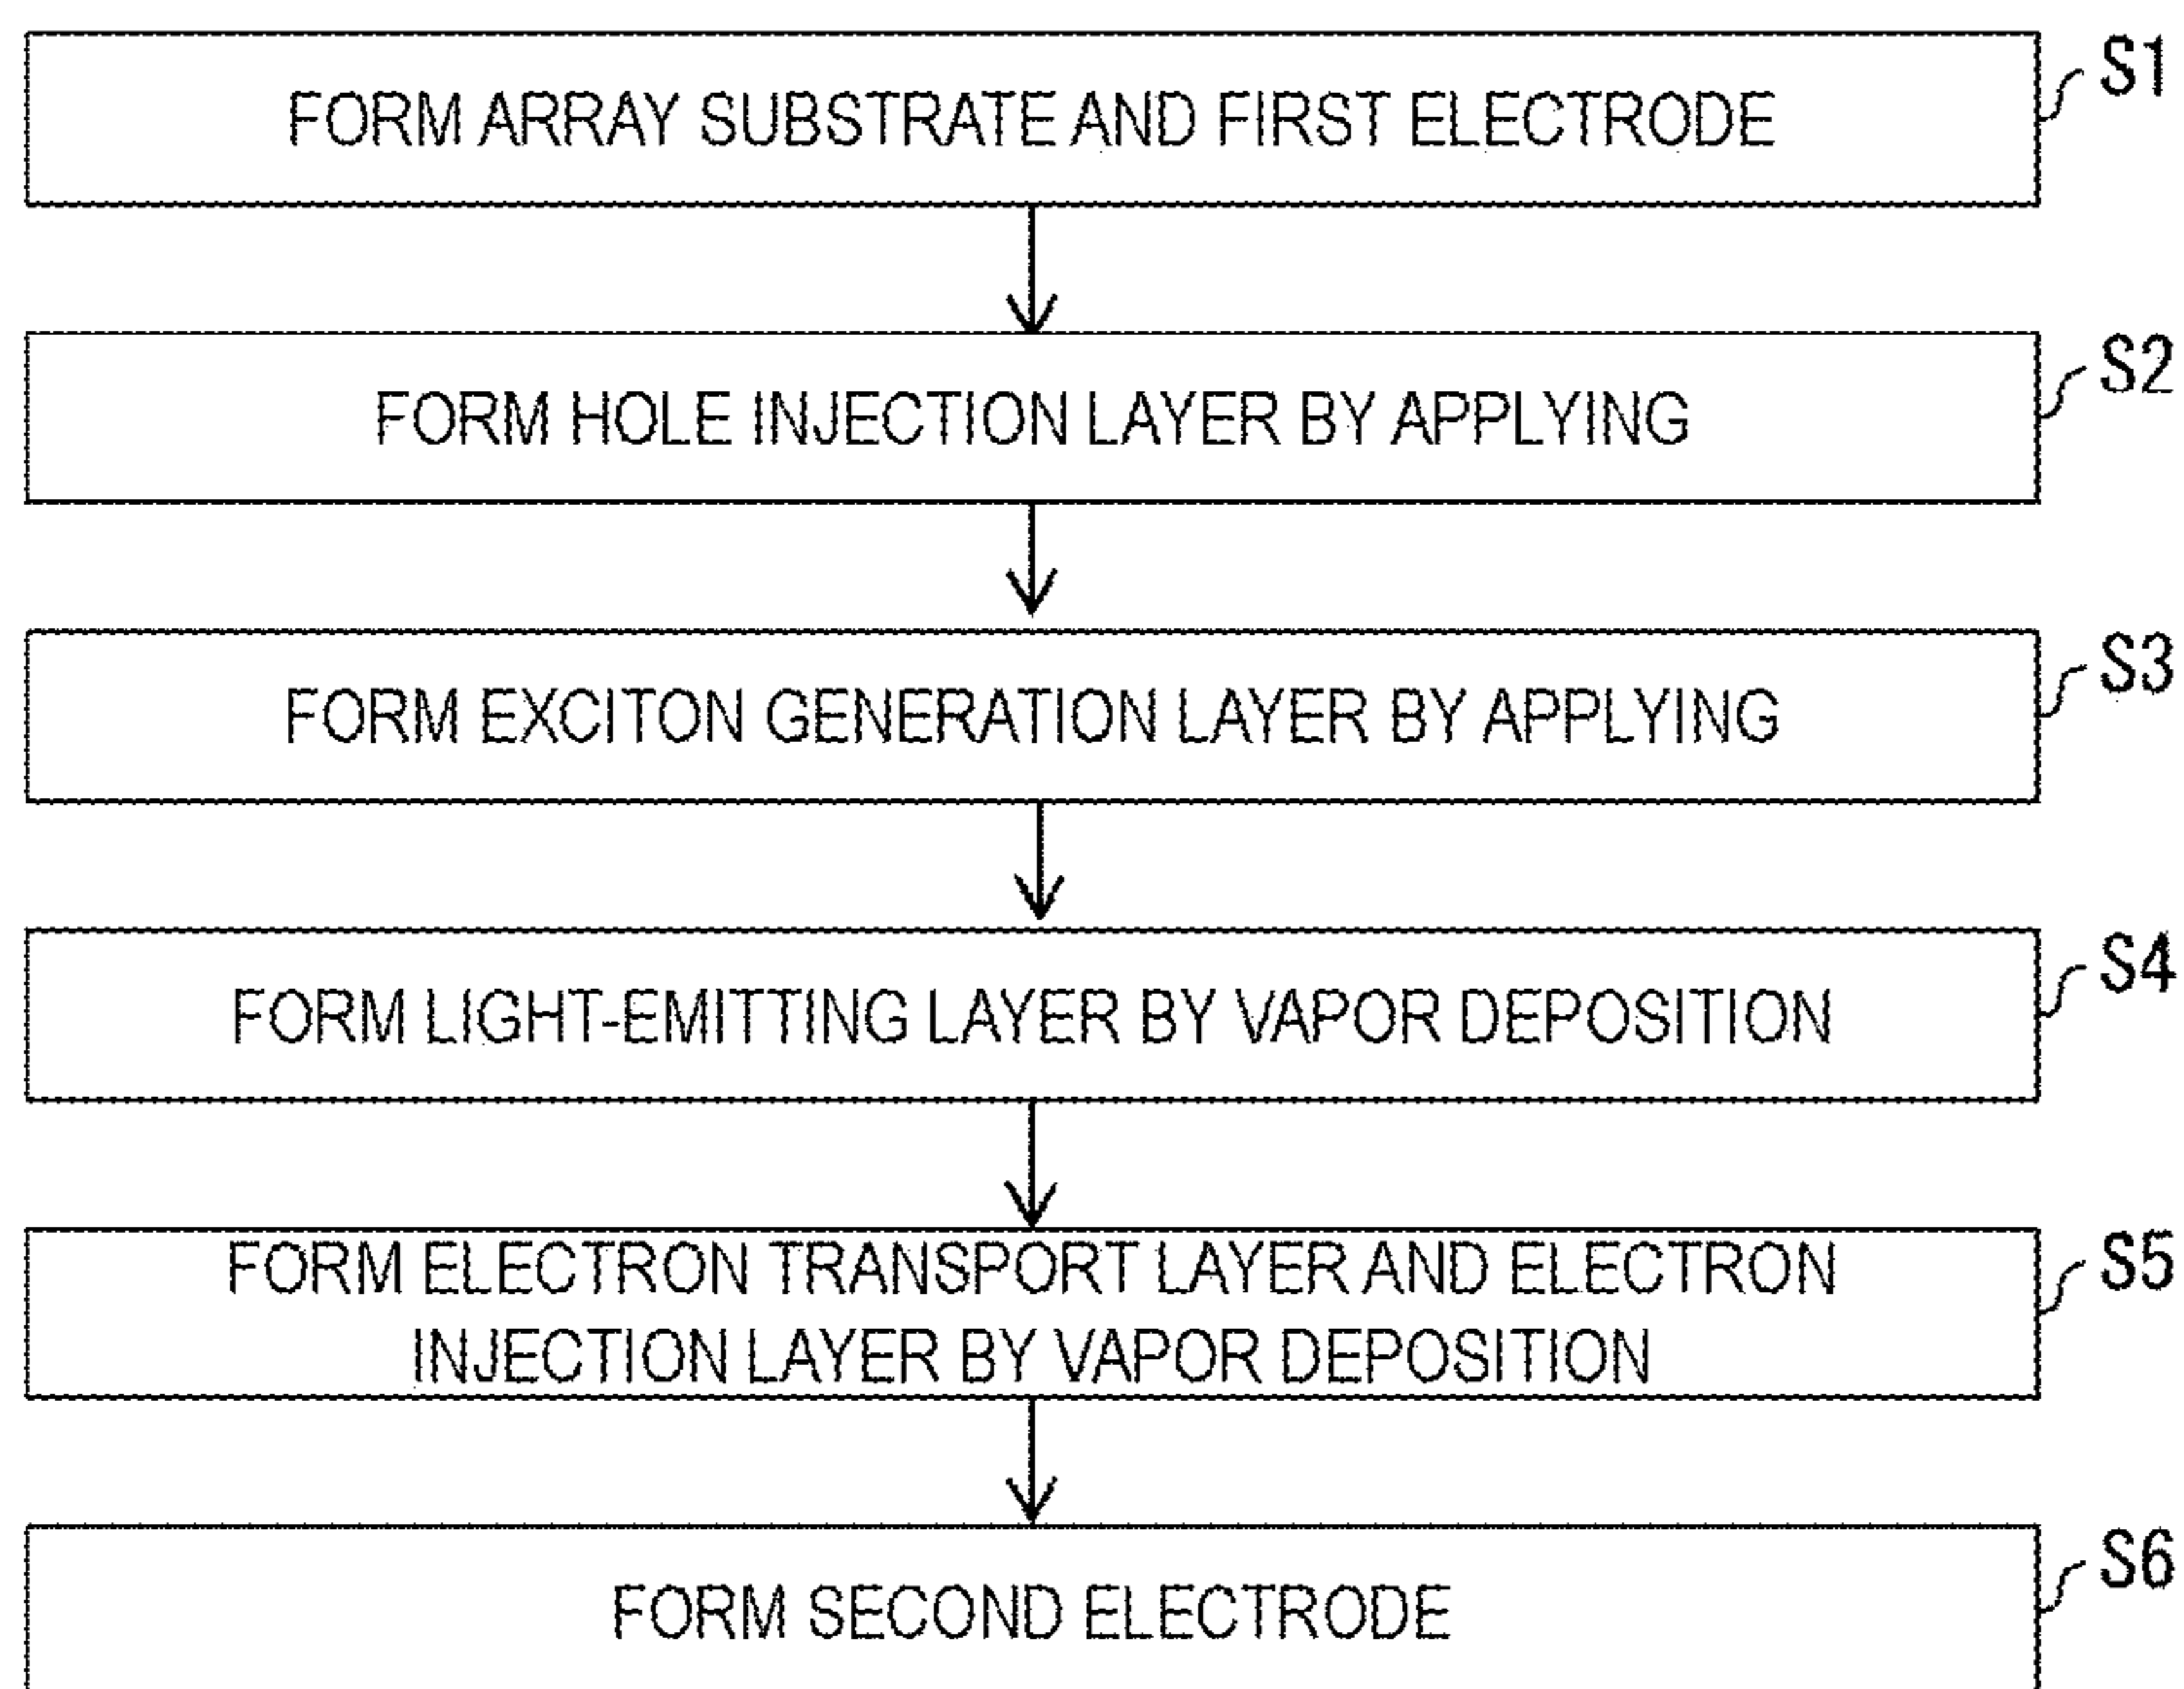 S1
FORM ARRAY SUBSTRATE AND FIRST ELECTRODE
S2
FORM HOLE INJECTION LAYER BY APPLYING
S3
FORM EXCITON GENERATION LAYER BY APPLYING
S4
FORM LIGHT-EMITTING LAYER BY VAPOR DEPOSITION
S5
FORM ELECTRON TRANSPORT LAYER AND ELECTRON
INJECTION LAYER BY VAPOR DEPOSITION
S6
FORM SECOND ELECTRODE